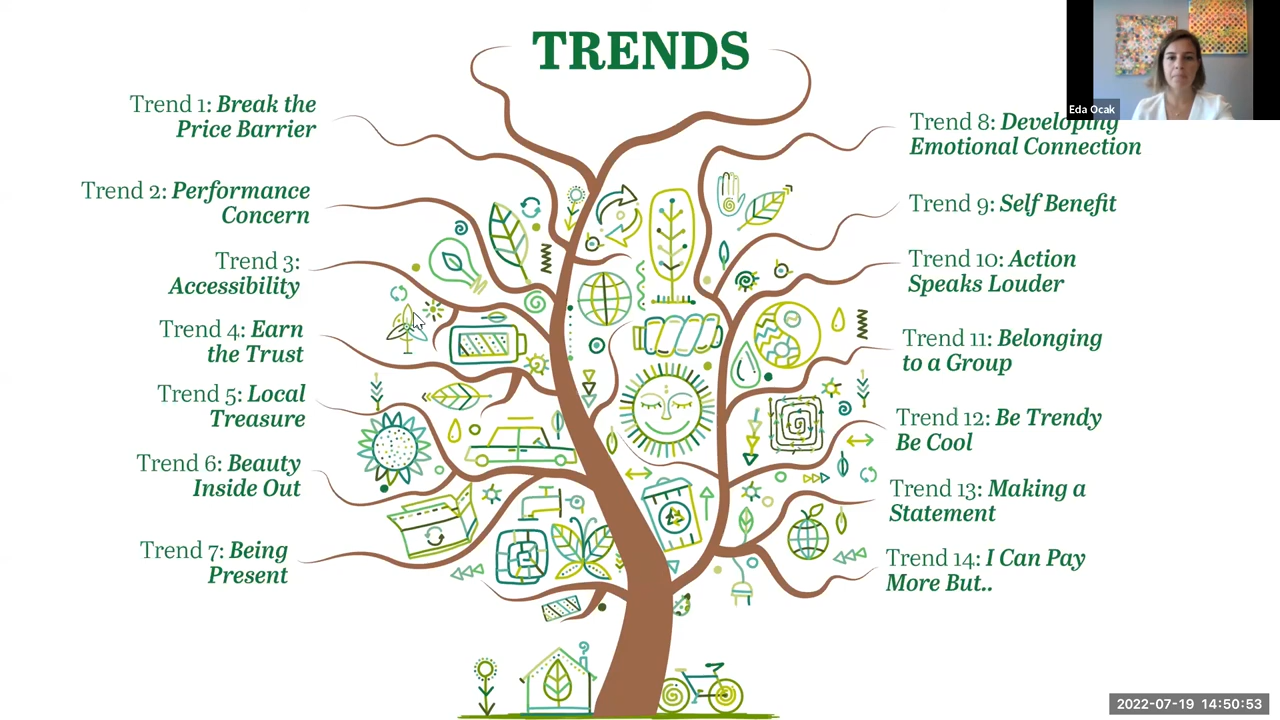 TRENDS
Trend 1: Break the
Price Barrier
Trend 2: Performance
Concern
Trend 3:
Accessibility
Trend 4: Earn
the Trust
Trend 5: Local
Treasure
Trend 6: Beauty
Inside Out
Trend 7: Being
Present
Eda Ocak
Trend 8: Developing
Emotional Connection
Trend 9: Self Benefit
Trend 10: Action
Speaks Louder
Trend 11: Belonging
to a Group
Trend 12: Be Trendy
Be Cool
Trend 13: Making a
Statement
Trend 14: I Can Pay
More But..
2022-07-19 14:50:53